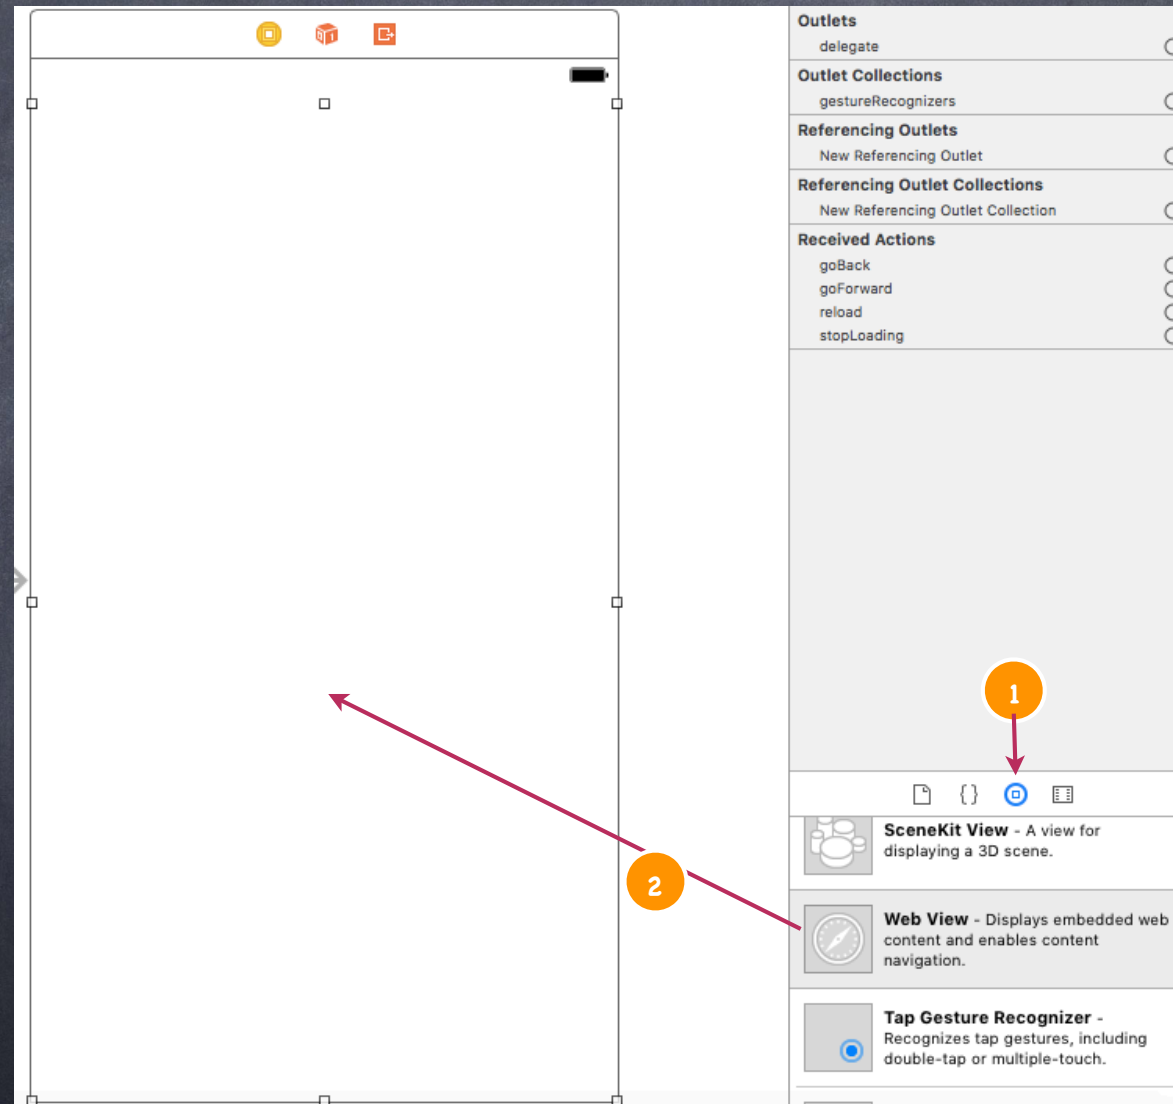 Outlets
delegate
Outlet Collections
gestureRecognizers
Referencing Outlets
New Referencing Outlet
Referencing Outlet Collections
New Referencing Outlet Collection
Received Actions
goBack
goForward
reload
stopLoading
1
{}
SceneKit View - A view for
displaying a 3D scene.
2
Web View - Displays embedded web
content and enables content
navigation.
Tap Gesture Recognizer -
Recognizes tap gestures, including
double-tap or multiple-touch.